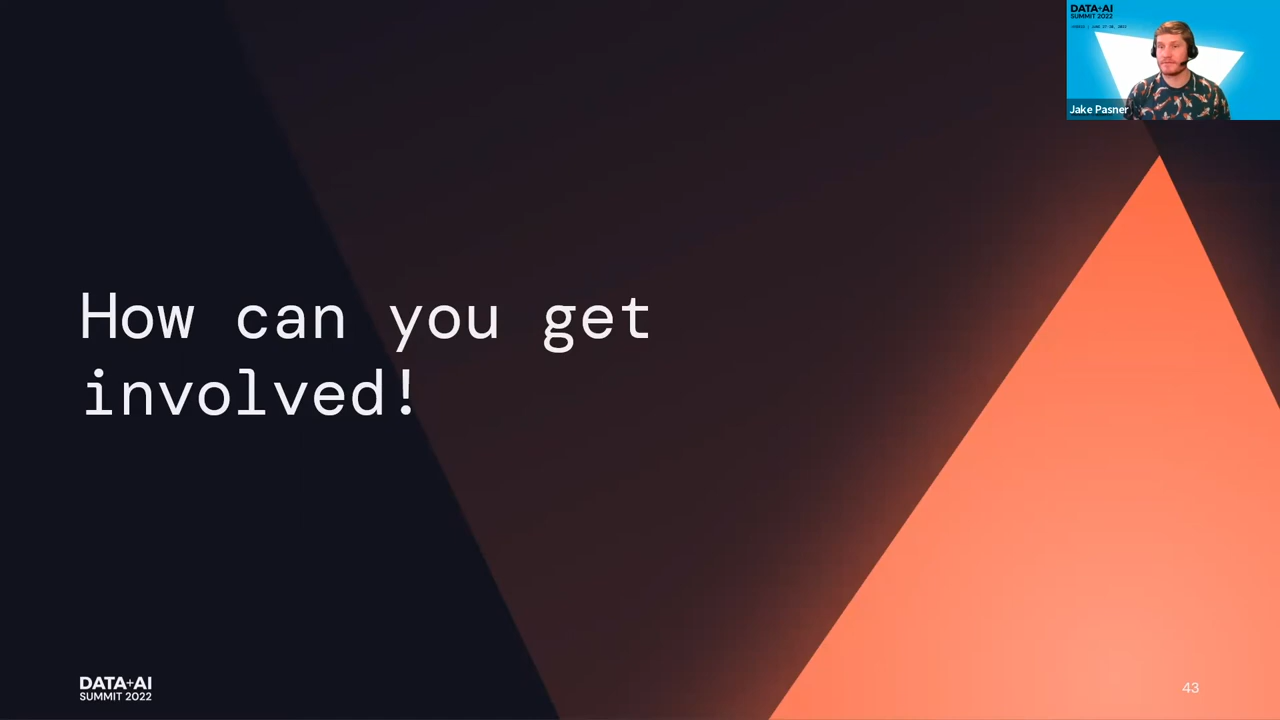 DATA+AI
SUMMIT 2022
Jake Pasner
How can you get
involved!
DATA+AI
SUMMIT 2022
43